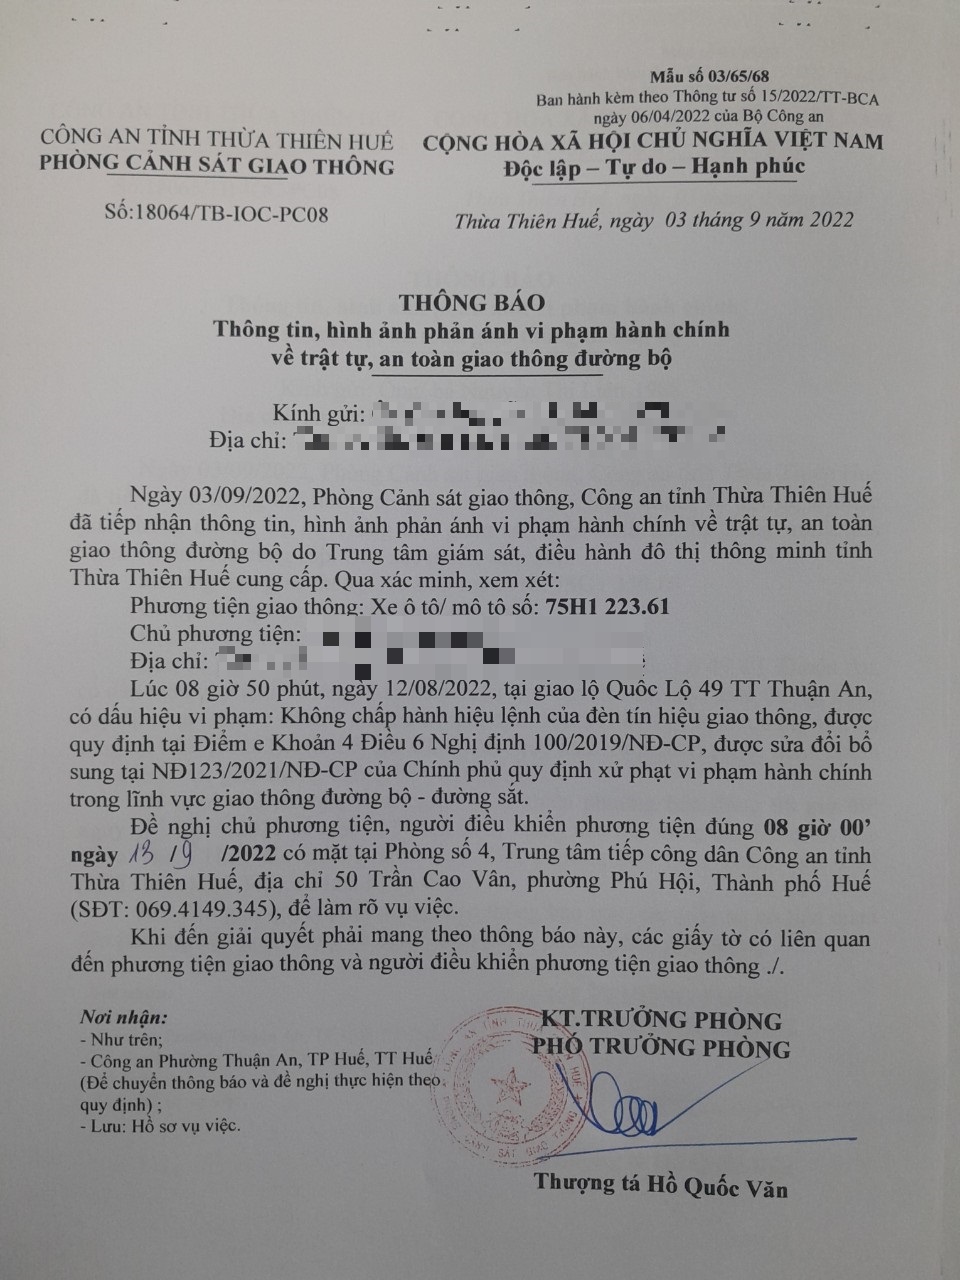 Mẫu số 03/65/68
Ban hành kèm theo Thông tư số 15/2022/TT-BCA
ngày 06/04/2022 của Bộ Công an
CÔNG AN TỈNH THỪA THIÊN HUẾ
PHÒNG CẢNH SÁT GIAO THÔNG
CỘNG HÒA XÃ HỘI CHỦ NGHĨA VIỆT NAM
Độc lập – Tự do – Hạnh phúc
Số:18064/TB-IOC-PC08
Thừa Thiên Huế, ngày 03 tháng 9 năm 2022
THÔNG BÁO
Thông tin, hình ảnh phản ánh vi phạm hành chính
về trật tự, an toàn giao thông đường bộ
Kính gửi:
Địa chỉ:
Ngày 03/09/2022, Phòng Cảnh sát giao thông, Công an tỉnh Thừa Thiên Huế
đã tiếp nhận thông tin, hình ảnh phản ánh vi phạm hành chính về trật tự, an toàn
giao thông đường bộ do Trung tâm giám sát, điều hành đô thị thông minh tỉnh
Thừa Thiên Huế cung cấp. Qua xác minh, xem xét:
Phương tiện giao thông: Xe ô tô/ mô tô số: 75H1 223.61
Chủ phương tiện:
Địa chỉ:
Lúc 08 giờ 50 phút, ngày 12/08/2022, tại giao lộ Quôc Lộ 49 TT Thuận An,
có dấu hiệu vi phạm: Không chấp hành hiệu lệnh của đèn tín hiệu giao thông, được
quy định tại Điểm e Khoản 4 Điều 6 Nghị định 100/2019/NĐ-CP, được sửa đổi bổ
sung tại NĐ123/2021/NĐ-CP của Chính phủ quy định xử phạt vi phạm hành chính
trong lĩnh vực giao thông đường bộ - đường sắt.
Đề nghị chủ phương tiện, người điều khiển phương tiện đúng 08 giờ 00’
ngày 13 /9 /2022 có mặt tại Phòng số 4, Trung tâm tiếp công dân Công an tỉnh
Thừa Thiên Huế, địa chỉ 50 Trần Cao Vân, phường Phú Hội, Thành phố Huế
(SĐT: 069.4149.345), để làm rõ vụ việc.
Khi đến giải quyết phải mang theo thông báo này, các giấy tờ có liên quan
đến phương tiện giao thông và người điều khiển phương tiện giao thông ./.
Nơi nhận:
- Như trên;
- Công an Phường Thuận An, TP Huế, TT Huế
(Để chuyển thông báo và đề nghị thực hiện theo
quy định) ;
- Lưu: Hồ sơ vụ việc.
KT.TRƯỞNG PHÒNG
PHÓ TRƯỞNG PHÒNG
Thượng tá Hồ Quốc Văn